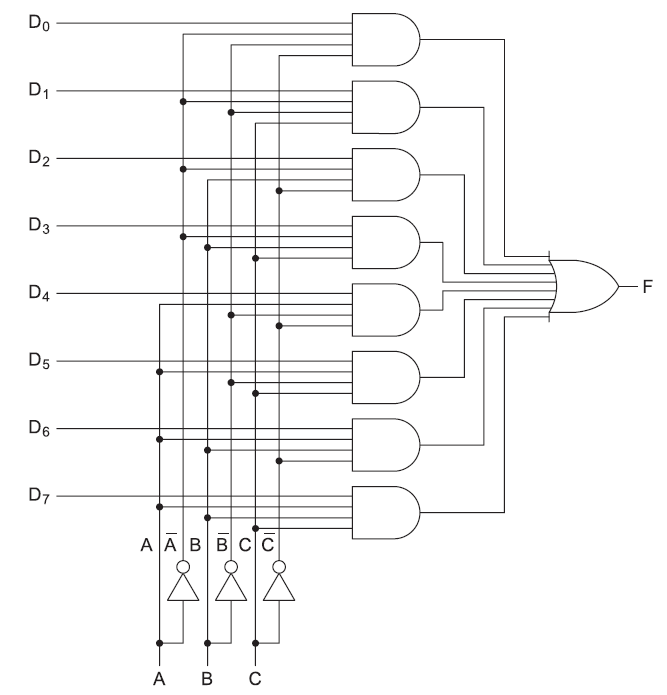 D₀
D₁
D₂
D₃
D₄
D₅
D₆
D₇
F
A A̅ B B̅ C C̅
A B C